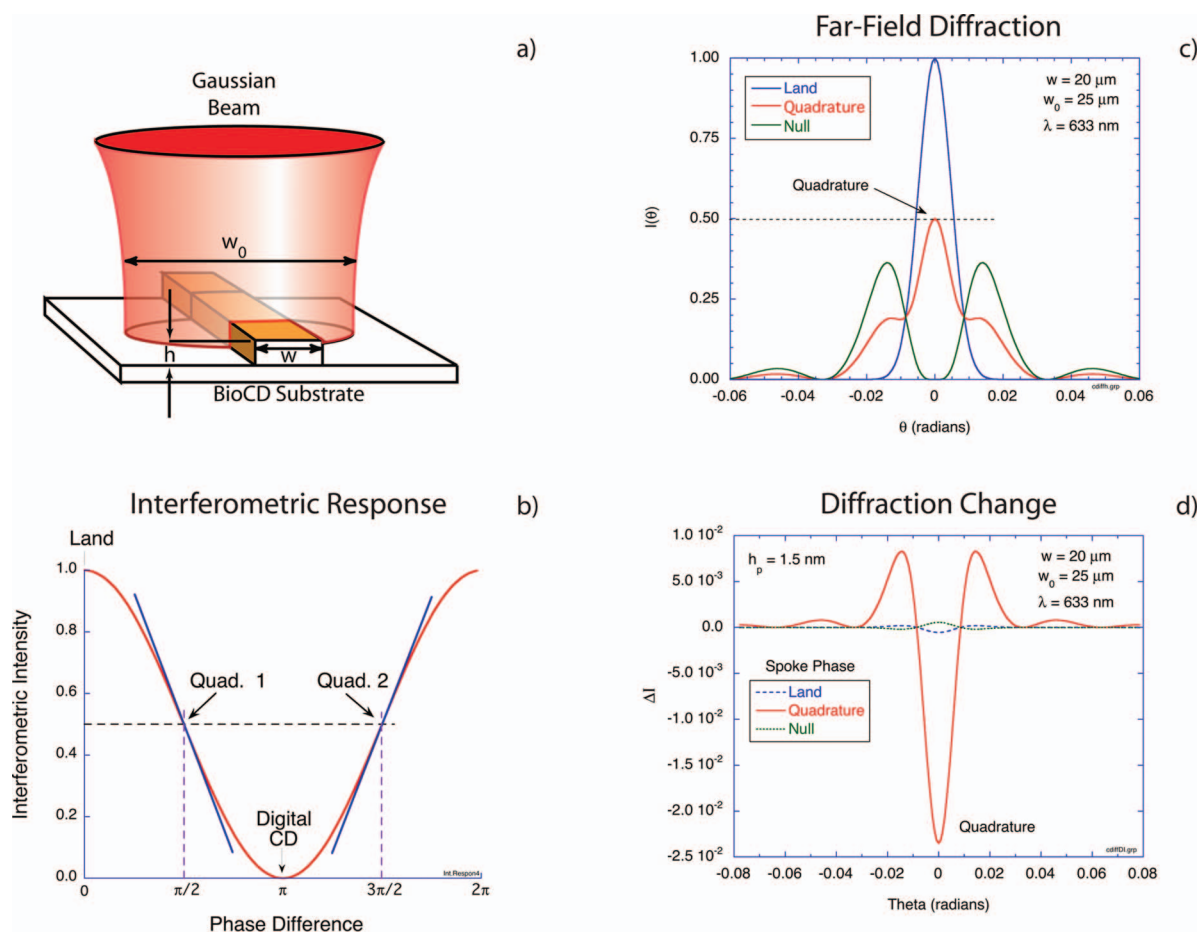 a)
Gaussian
Beam
w0
h
w
BioCD Substrate
Far-Field Diffraction
c)
1.00
0.75
0.50
0.25
0.00
I(θ)
Land
Quadrature
Null
w = 20 μm
w0 = 25 μm
λ = 633 nm
Quadrature
cdiffh.grp
-0.06 -0.04 -0.02 0 0.02 0.04 0.06
θ (radians)
Interferometric Response
b)
Land
1.0
0.8
0.6
0.4
0.2
0.0
Interferometric Intensity
Quad. 1
Quad. 2
Digital
CD
Int.Respon4
0 π/2 π 3π/2 2π
Phase Difference
Diffraction Change
d)
1.0 10-2
5.0 10-3
0.0
-5.0 10-3
-1.0 10-2
-1.5 10-2
-2.0 10-2
-2.5 10-2
ΔI
hp = 1.5 nm
w = 20 μm
w0 = 25 μm
λ = 633 nm
Spoke Phase
Land
Quadrature
Null
Quadrature
cdiffDI.grp
-0.08 -0.06 -0.04 -0.02 0 0.02 0.04 0.06 0.08
Theta (radians)